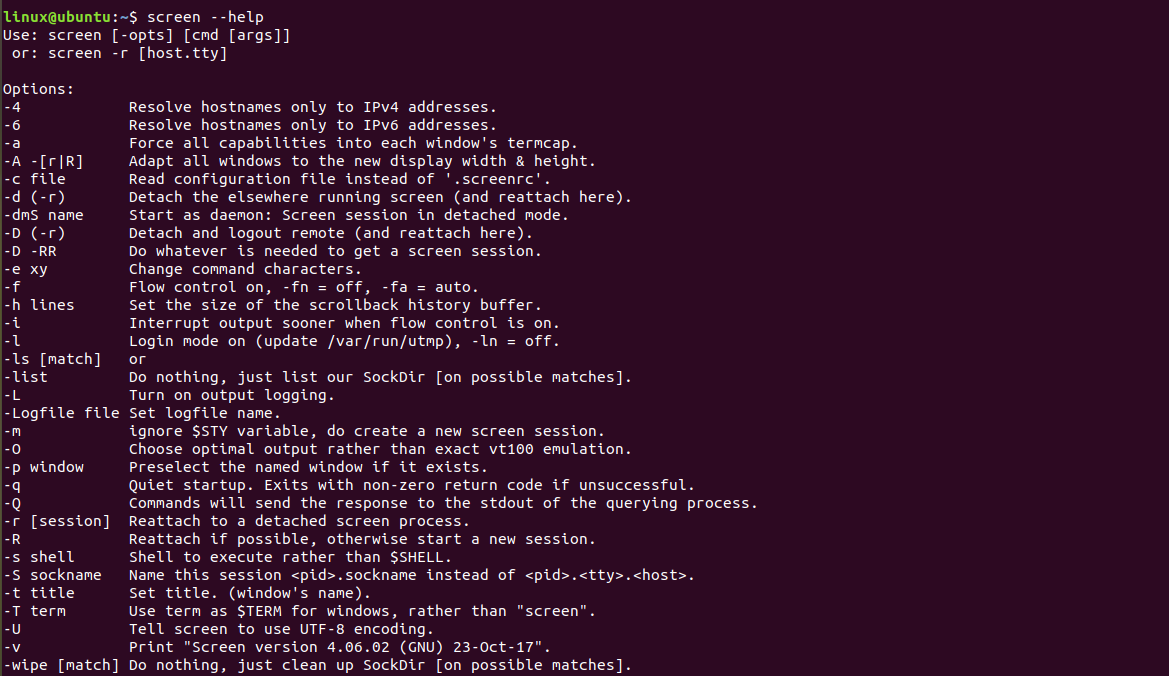 linux@ubuntu:~$ screen --help
Use: screen [-opts] [cmd [args]]
 or: screen -r [host.tty]

Options:
-4            Resolve hostnames only to IPv4 addresses.
-6            Resolve hostnames only to IPv6 addresses.
-a            Force all capabilities into each window's termcap.
-A -[r|R]     Adapt all windows to the new display width & height.
-c file       Read configuration file instead of '.screenrc'.
-d (-r)       Detach the elsewhere running screen (and reattach here).
-dmS name     Start as daemon: Screen session in detached mode.
-D (-r)       Detach and logout remote (and reattach here).
-D -RR        Do whatever is needed to get a screen session.
-e xy         Change command characters.
-f            Flow control on, -fn = off, -fa = auto.
-h lines      Set the size of the scrollback history buffer.
-i            Interrupt output sooner when flow control is on.
-l            Login mode on (update /var/run/utmp), -ln = off.
-ls [match]   or
-list         Do nothing, just list our SockDir [on possible matches].
-L            Turn on output logging.
-Logfile file Set logfile name.
-m            ignore $STY variable, do create a new screen session.
-O            Choose optimal output rather than exact vt100 emulation.
-p window     Preselect the named window if it exists.
-q            Quiet startup. Exits with non-zero return code if unsuccessful.
-Q            Commands will send the response to the stdout of the querying process.
-r [session]  Reattach to a detached screen process.
-R            Reattach if possible, otherwise start a new session.
-s shell      Shell to execute rather than $SHELL.
-S sockname   Name this session <pid>.sockname instead of <pid>.<tty>.<host>.
-t title      Set title. (window's name).
-T term       Use term as $TERM for windows, rather than "screen".
-U            Tell screen to use UTF-8 encoding.
-v            Print "Screen version 4.06.02 (GNU) 23-Oct-17".
-wipe [match] Do nothing, just clean up SockDir [on possible matches].